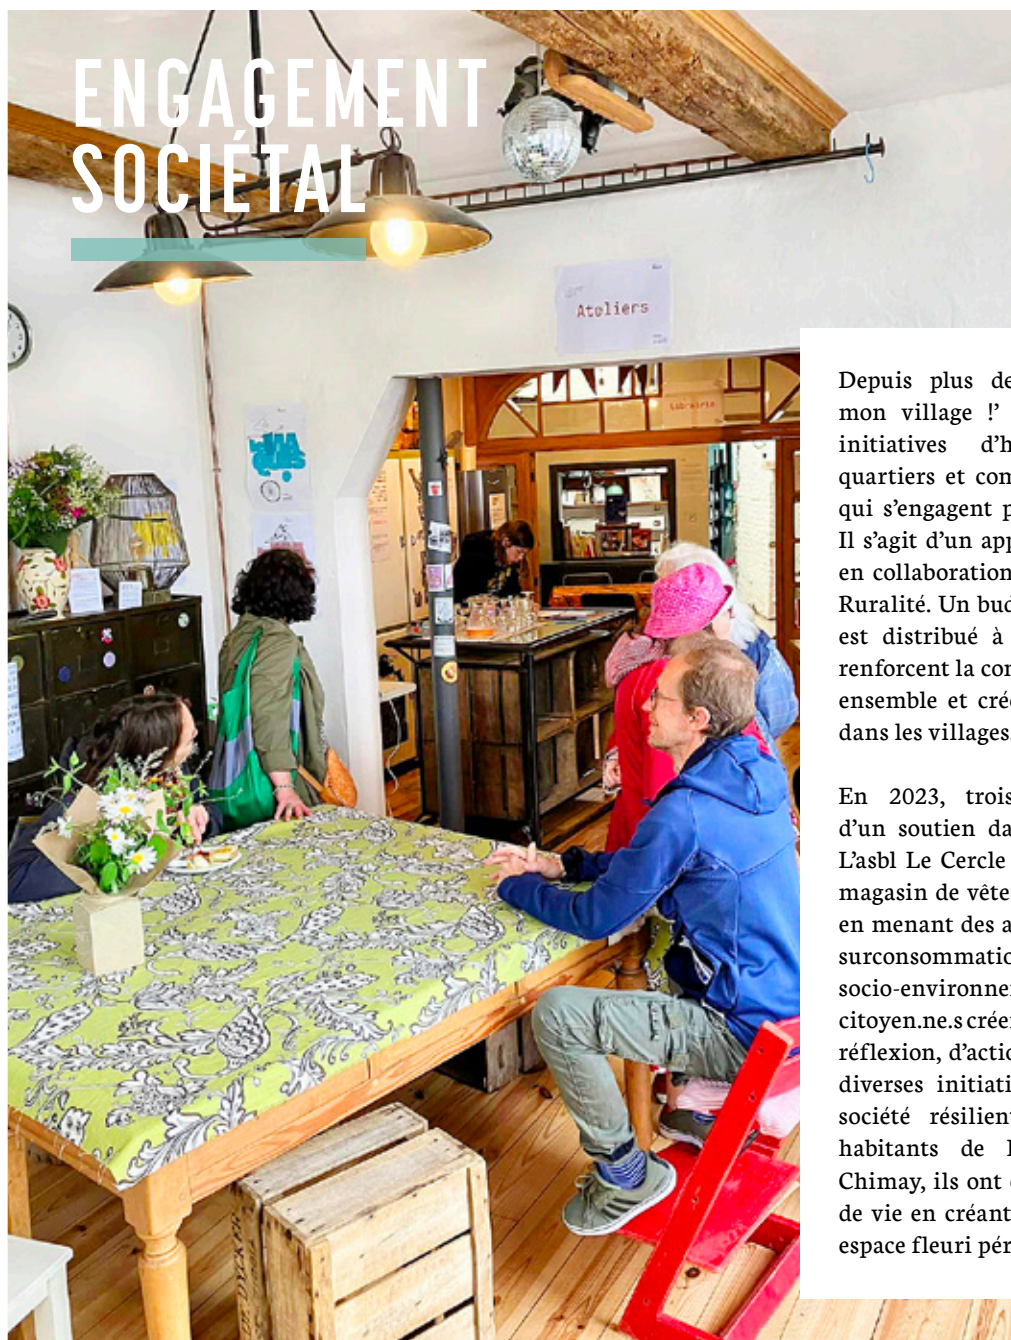 ENGAGEMENT
SOCIÉTAL
Ateliers
Librairie
Depuis plus de
mon village !’
initiatives d’h
quartiers et com
qui s’engagent p
Il s’agit d’un app
en collaboration
Ruralité. Un bud
est distribué à
renforcent la con
ensemble et cré
dans les villages
En 2023, trois
d’un soutien da
L’asbl Le Cercle
magasin de vête
en menant des a
surconsommatio
socio-environne
citoyen.ne.s crée
réflexion, d’actio
diverses initiati
société résilien
habitants de
Chimay, ils ont
de vie en créant
espace fleuri pér